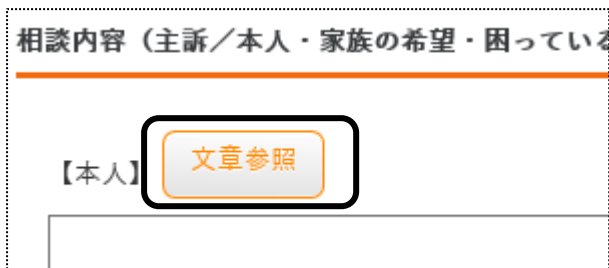 相談内容（主訴／本人・家族の希望・困っている
【本人】 文章参照